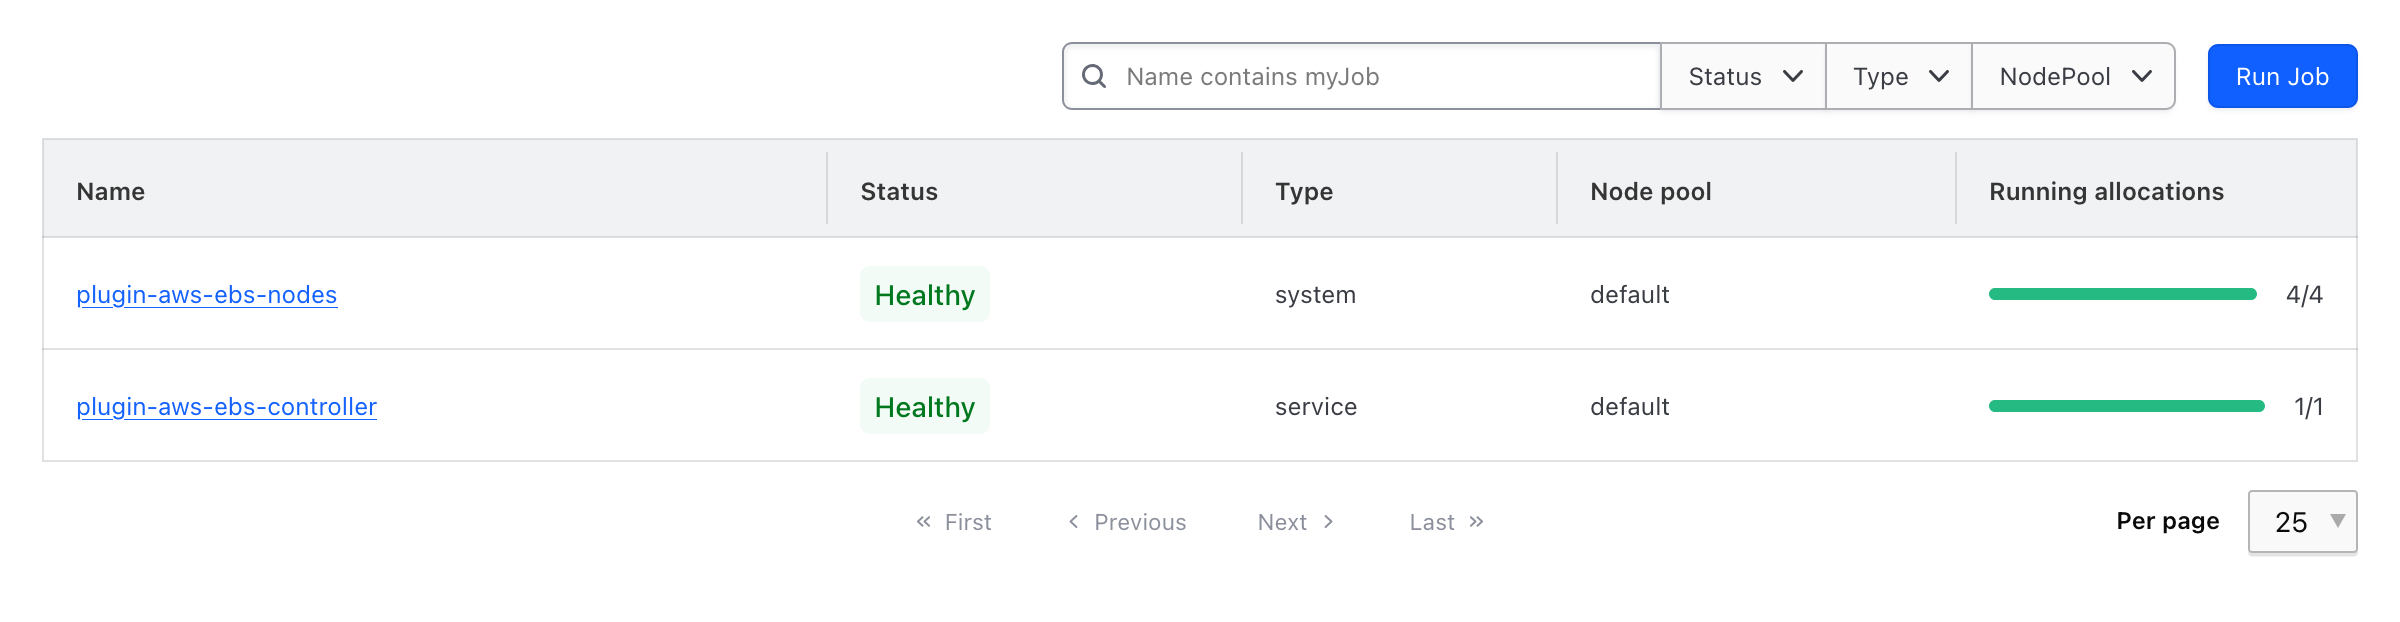 Name contains myJob Status Type NodePool Run Job
Name Status Type Node pool Running allocations
plugin-aws-ebs-nodes Healthy system default 4/4
plugin-aws-ebs-controller Healthy service default 1/1
« First ‹ Previous Next › Last » Per page 25